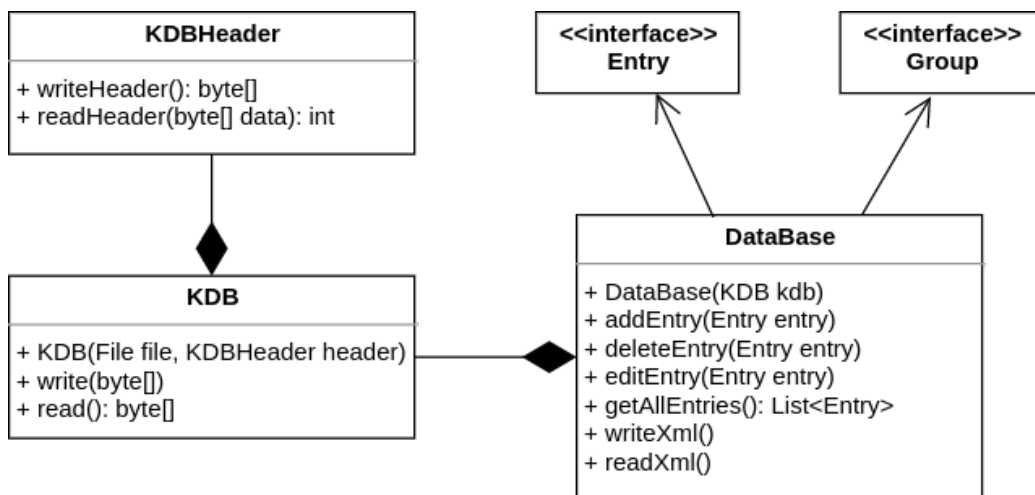 KDBHeader
+ writeHeader(): byte[]
+ readHeader(byte[] data): int
<<interface>>
Entry
<<interface>>
Group
KDB
+ KDB(File file, KDBHeader header)
+ write(byte[])
+ read(): byte[]
DataBase
+ DataBase(KDB kdb)
+ addEntry(Entry entry)
+ deleteEntry(Entry entry)
+ editEntry(Entry entry)
+ getAllEntries(): List<Entry>
+ writeXml()
+ readXml()